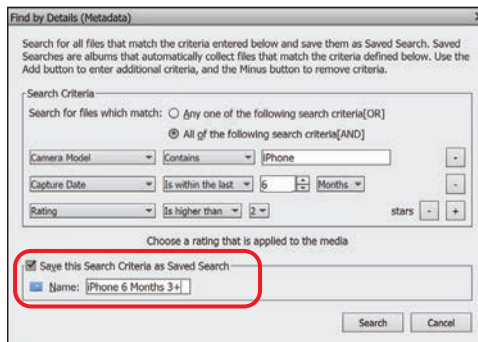 Find by Details (Metadata)
Search for all files that match the criteria entered below and save them as Saved Search. Saved
Searches are albums that automatically collect files that match the criteria defined below. Use the
Add button to enter additional criteria, and the Minus button to remove criteria.
Search Criteria
Search for files which match: Any one of the following search criteria[OR]
All of the following search criteria[AND]
Camera Model Contains iPhone -
Capture Date Is within the last 6 Months -
Rating Is higher than 2 stars - +
Choose a rating that is applied to the media
Save this Search Criteria as Saved Search
Name: iPhone 6 Months 3+
Search Cancel